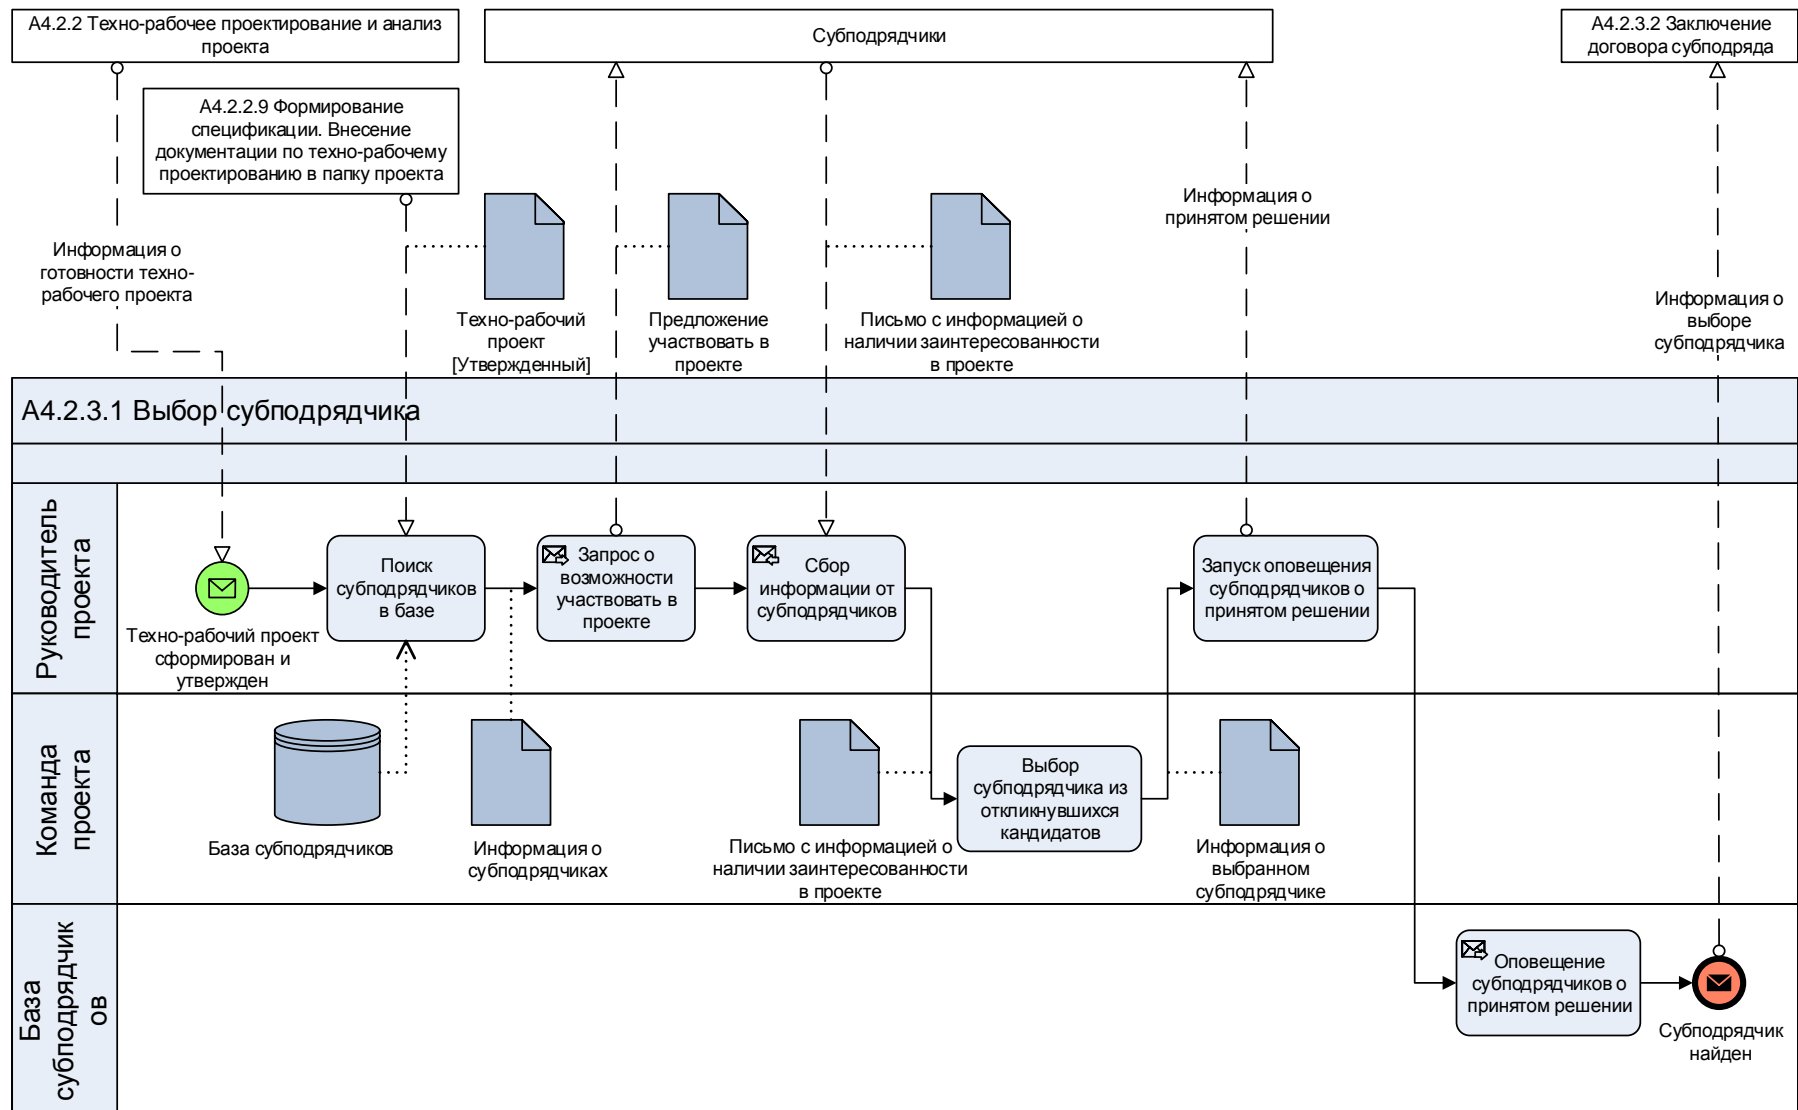 А4.2.2 Техно-рабочее проектирование и анализ
проекта
Субподрядчики
А4.2.3.2 Заключение
договора субподряда
А4.2.2.9 Формирование
спецификации. Внесение
документации по техно-рабочему
проектированию в папку проекта
Информация о
готовности техно-
рабочего проекта
Техно-рабочий
проект
[Утвержденный]
Предложение
участвовать в
проекте
Письмо с информацией о
наличии заинтересованности
в проекте
Информация о
принятом решении
Информация о
выборе
субподрядчика
А4.2.3.1 Выбор субподрядчика
Руководитель
проекта
Техно-рабочий проект
сформирован и
утвержден
Поиск
субподрядчиков
в базе
Запрос о
возможности
участвовать в
проекте
Сбор
информации от
субподрядчиков
Запуск оповещения
субподрядчиков о
принятом решении
Команда
проекта
База субподрядчиков
Информация о
субподрядчиках
Письмо с информацией о
наличии заинтересованности
в проекте
Выбор
субподрядчика из
откликнувшихся
кандидатов
Информация о
выбранном
субподрядчике
База
субподрядчик
ов
Оповещение
субподрядчиков о
принятом решении
Субподрядчик
найден